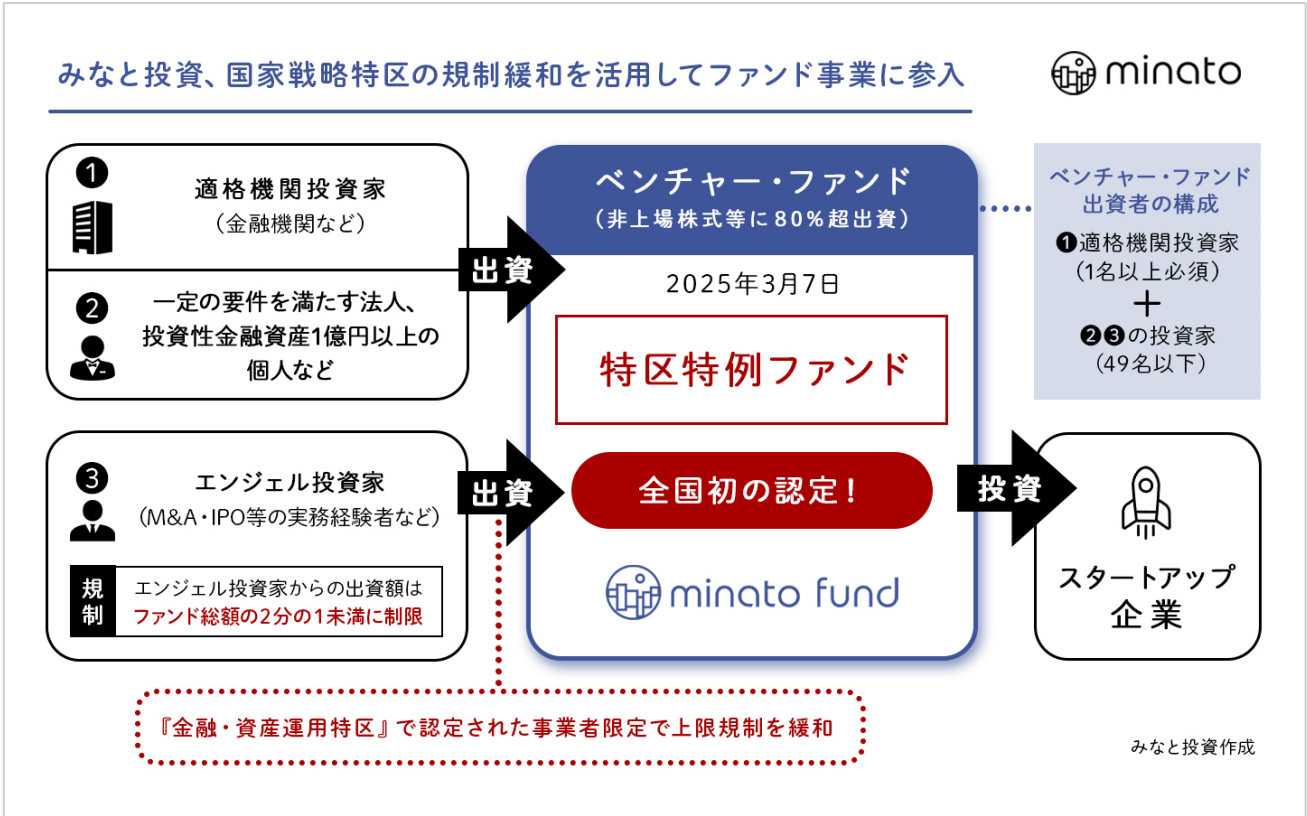 みなと投資、国家戦略特区の規制緩和を活用してファンド事業に参入
minato
❶
適格機関投資家
(金融機関など)
❷
一定の要件を満たす法人、
投資性金融資産1億円以上の
個人など
出資
❸
エンジェル投資家
(M&A・IPO等の実務経験者など)
規制
エンジェル投資家からの出資額は
ファンド総額の2分の1未満に制限
出資
『金融・資産運用特区』で認定された事業者限定で上限規制を緩和
ベンチャー・ファンド
(非上場株式等に80%超出資)
2025年3月7日
特区特例ファンド
全国初の認定!
minato fund
ベンチャー・ファンド
出資者の構成
❶適格機関投資家
(1名以上必須)
+
❷❸の投資家
(49名以下)
投資
スタートアップ
企業
みなと投資作成